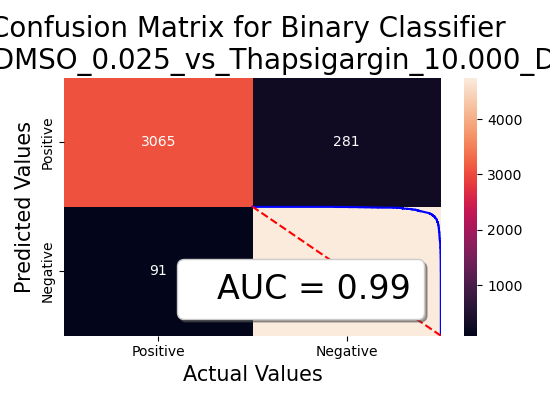 Confusion Matrix for Binary Classifier
DMSO_0.025_vs_Thapsigargin_10.000_D
Predicted Values
Positive
Negative
3065
281
91
AUC = 0.99
Positive
Negative
Actual Values
4000
3000
2000
1000